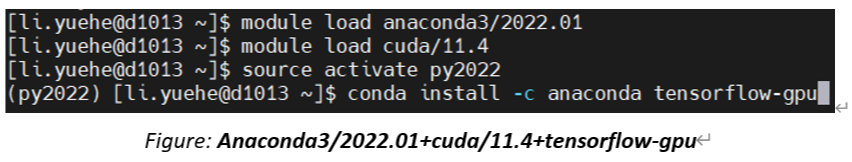 [li.yuehe@d1013 ~]$ module load anaconda3/2022.01
[li.yuehe@d1013 ~]$ module load cuda/11.4
[li.yuehe@d1013 ~]$ source activate py2022
(py2022) [li.yuehe@d1013 ~]$ conda install -c anaconda tensorflow-gpu
Figure: Anaconda3/2022.01+cuda/11.4+tensorflow-gpu